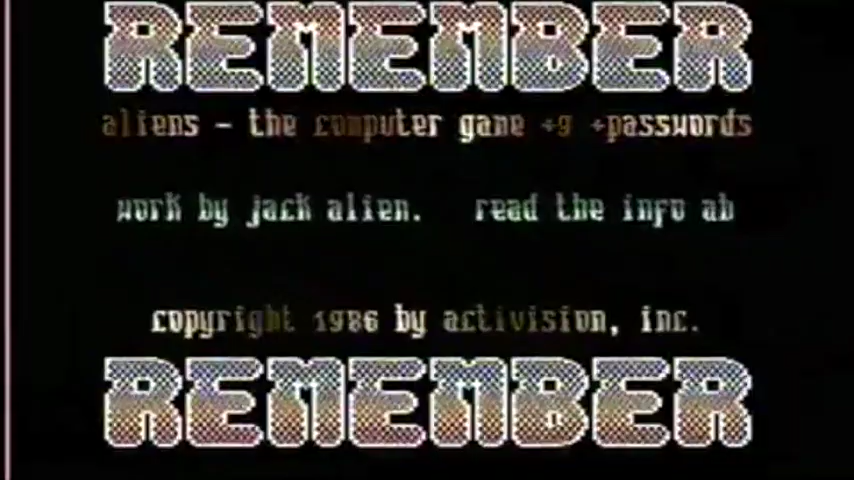 REMEMBER
aliens - the computer game +g +passwords
work by jack alien. read the info ab
copyright 1986 by activision, inc.
REMEMBER